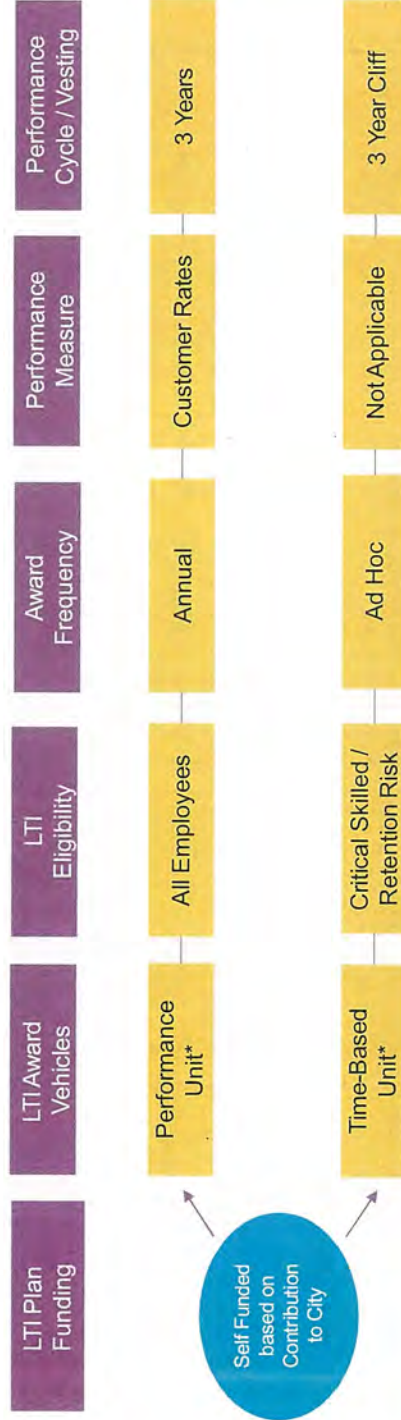 LTI Plan
Funding
LTI Award
Vehicles
LTI
Eligibility
Award
Frequency
Performance
Measure
Performance
Cycle / Vesting
Self Funded
based on
Contribution
to City
Performance
Unit*
All Employees
Annual
Customer Rates
3 Years
Time-Based
Unit*
Critical Skilled /
Retention Risk
Ad Hoc
Not Applicable
3 Year Cliff